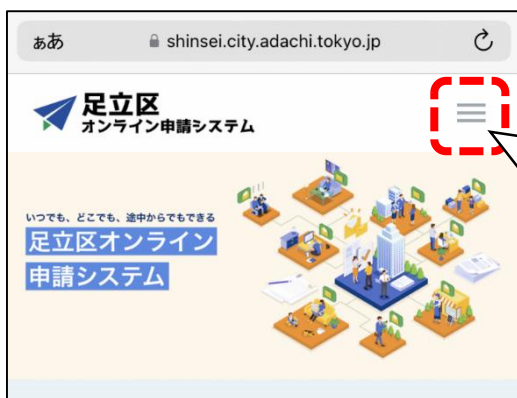 ぁあ shinsei.city.adachi.tokyo.jp
足立区
オンライン申請システム
いつでも、どこでも、途中からでもできる
足立区オンライン
申請システム